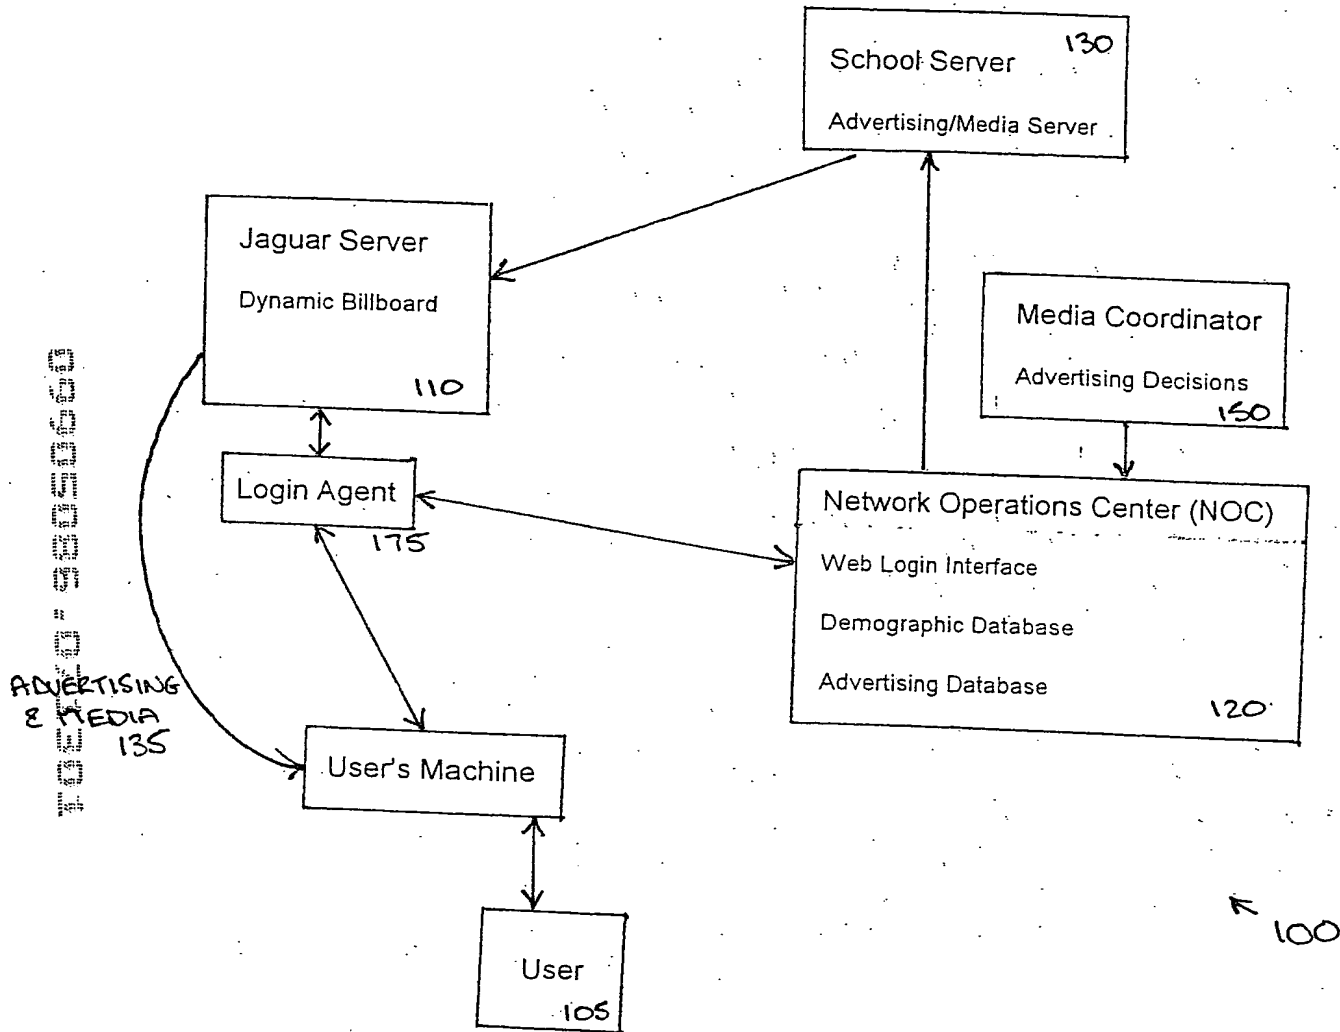 130
School Server
Advertising/Media Server
Jaguar Server
Dynamic Billboard
110
Media Coordinator
Advertising Decisions
150
Login Agent
175
Network Operations Center (NOC)
Web Login Interface
Demographic Database
Advertising Database
120
ADVERTISING
& MEDIA
135
User's Machine
User
105
100